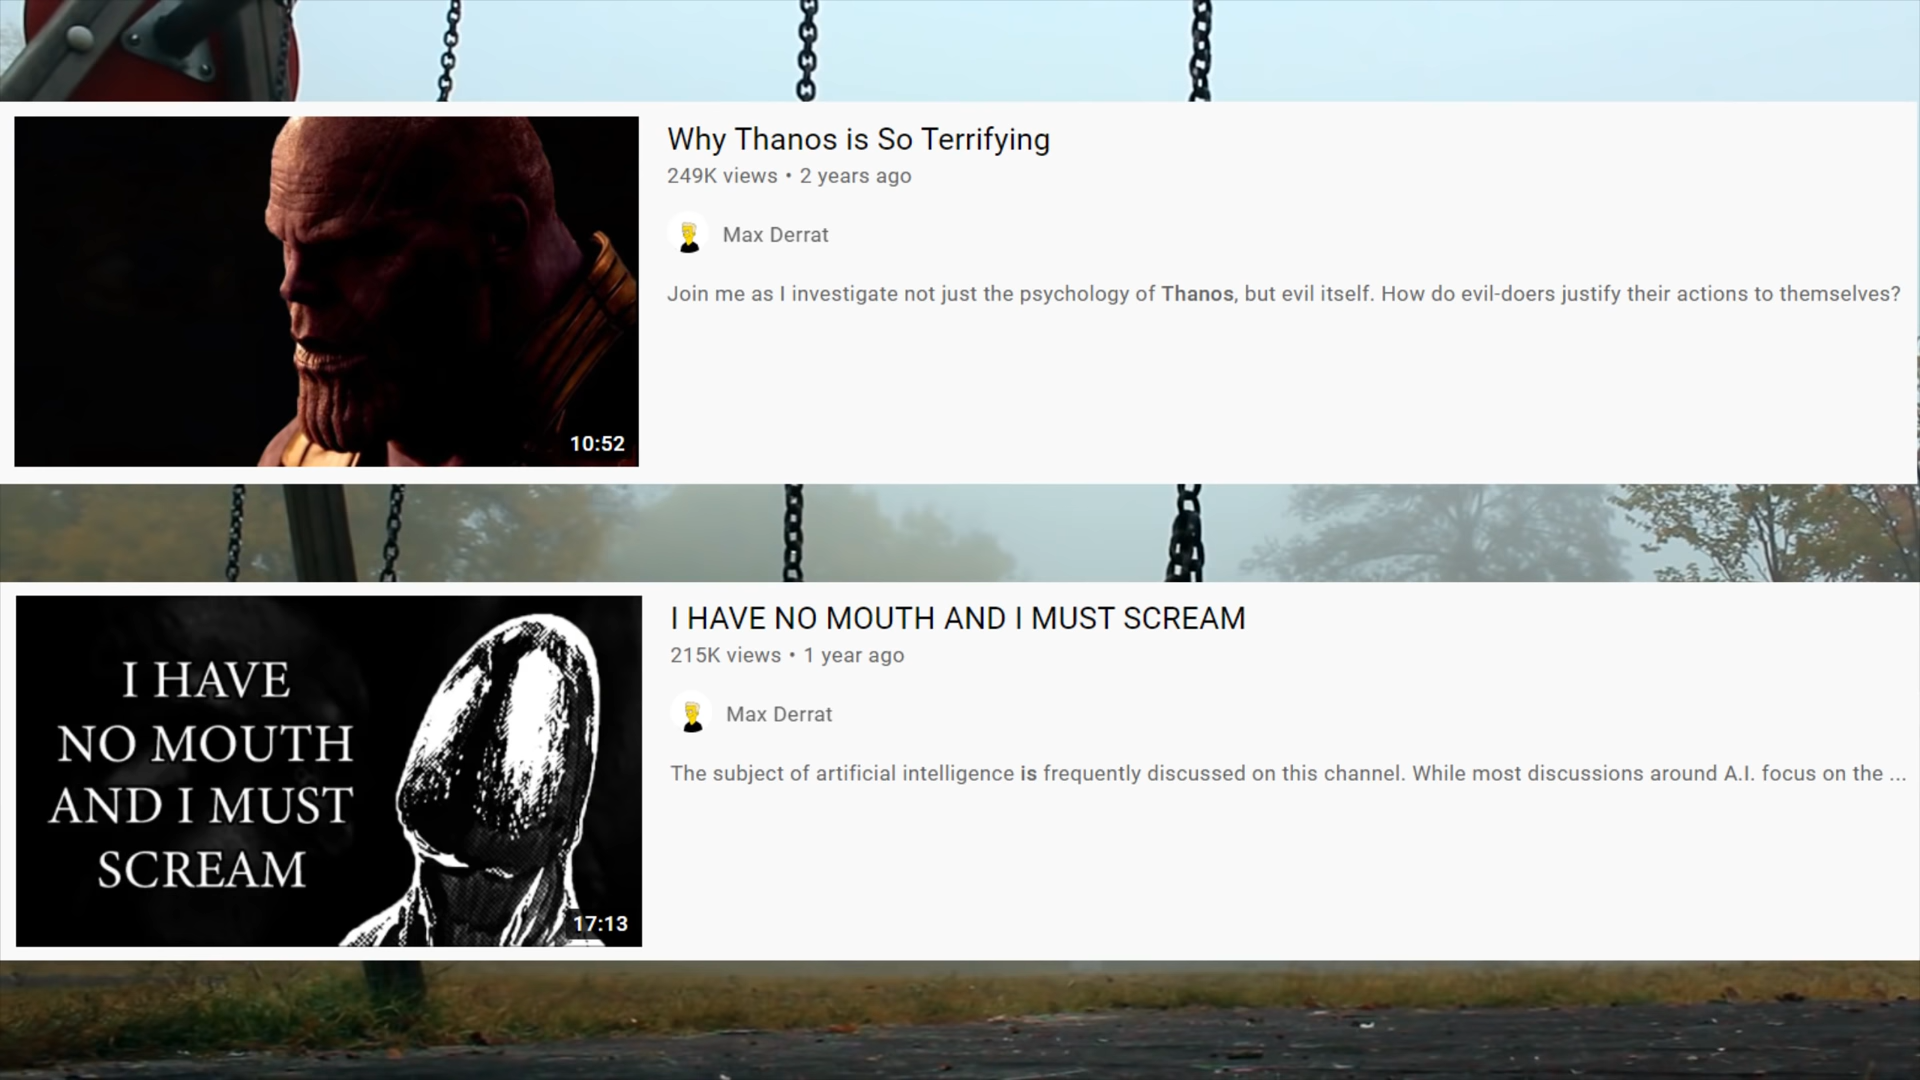 Why Thanos is So Terrifying
249K views • 2 years ago
Max Derrat
Join me as I investigate not just the psychology of Thanos, but evil itself. How do evil-doers justify their actions to themselves?
10:52
I HAVE NO MOUTH AND I MUST SCREAM
215K views • 1 year ago
Max Derrat
The subject of artificial intelligence is frequently discussed on this channel. While most discussions around A.I. focus on the ...
I HAVE
NO MOUTH
AND I MUST
SCREAM
17:13